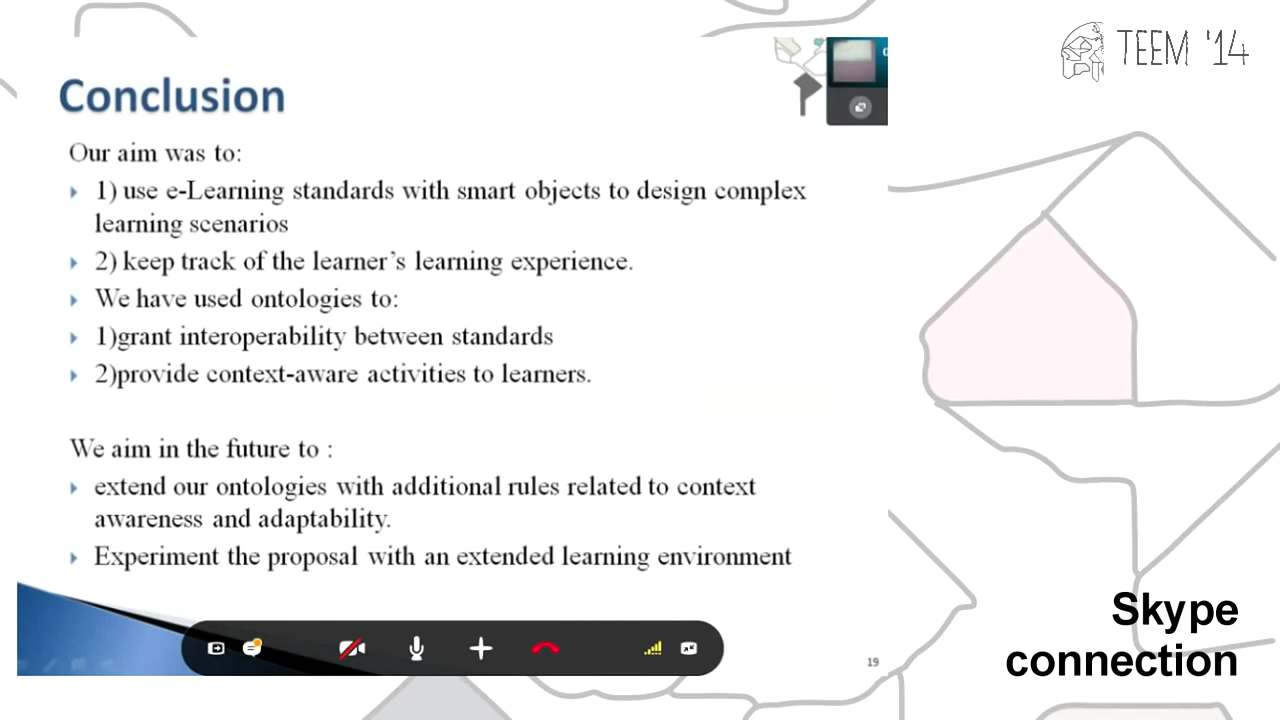 TEEM '14
Conclusion
Our aim was to:
1) use e-Learning standards with smart objects to design complex
learning scenarios
2) keep track of the learner's learning experience.
We have used ontologies to:
1)grant interoperability between standards
2)provide context-aware activities to learners.
We aim in the future to :
extend our ontologies with additional rules related to context
awareness and adaptability.
Experiment the proposal with an extended learning environment
19
Skype
connection